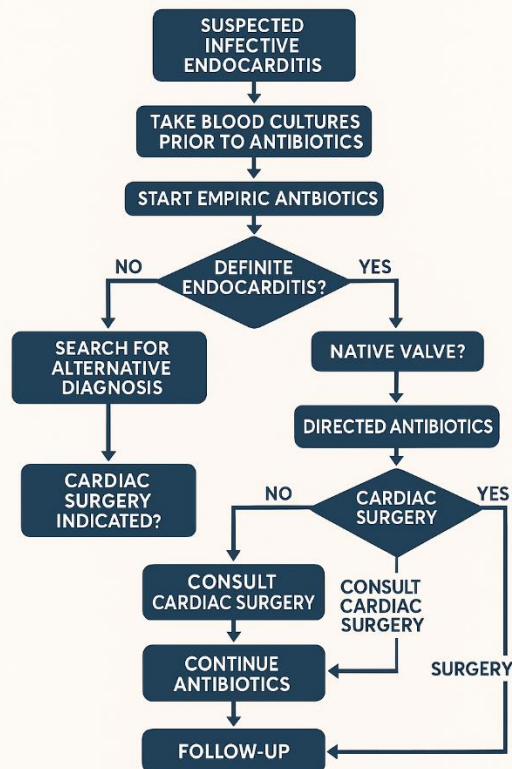 SUSPECTED
INFECTIVE
ENDOCARDITIS
TAKE BLOOD CULTURES
PRIOR TO ANTIBIOTICS
START EMPIRIC ANTBIOTICS
DEFINITE
ENDOCARDITIS?
NO
YES
SEARCH FOR
ALTERNATIVE
DIAGNOSIS
NATIVE VALVE?
DIRECTED ANTIBIOTICS
CARDIAC
SURGERY
INDICATED?
CARDIAC
SURGERY
NO
YES
CONSULT
CARDIAC SURGERY
CONSULT
CARDIAC
SURGERY
CONTINUE
ANTIBIOTICS
SURGERY
FOLLOW-UP